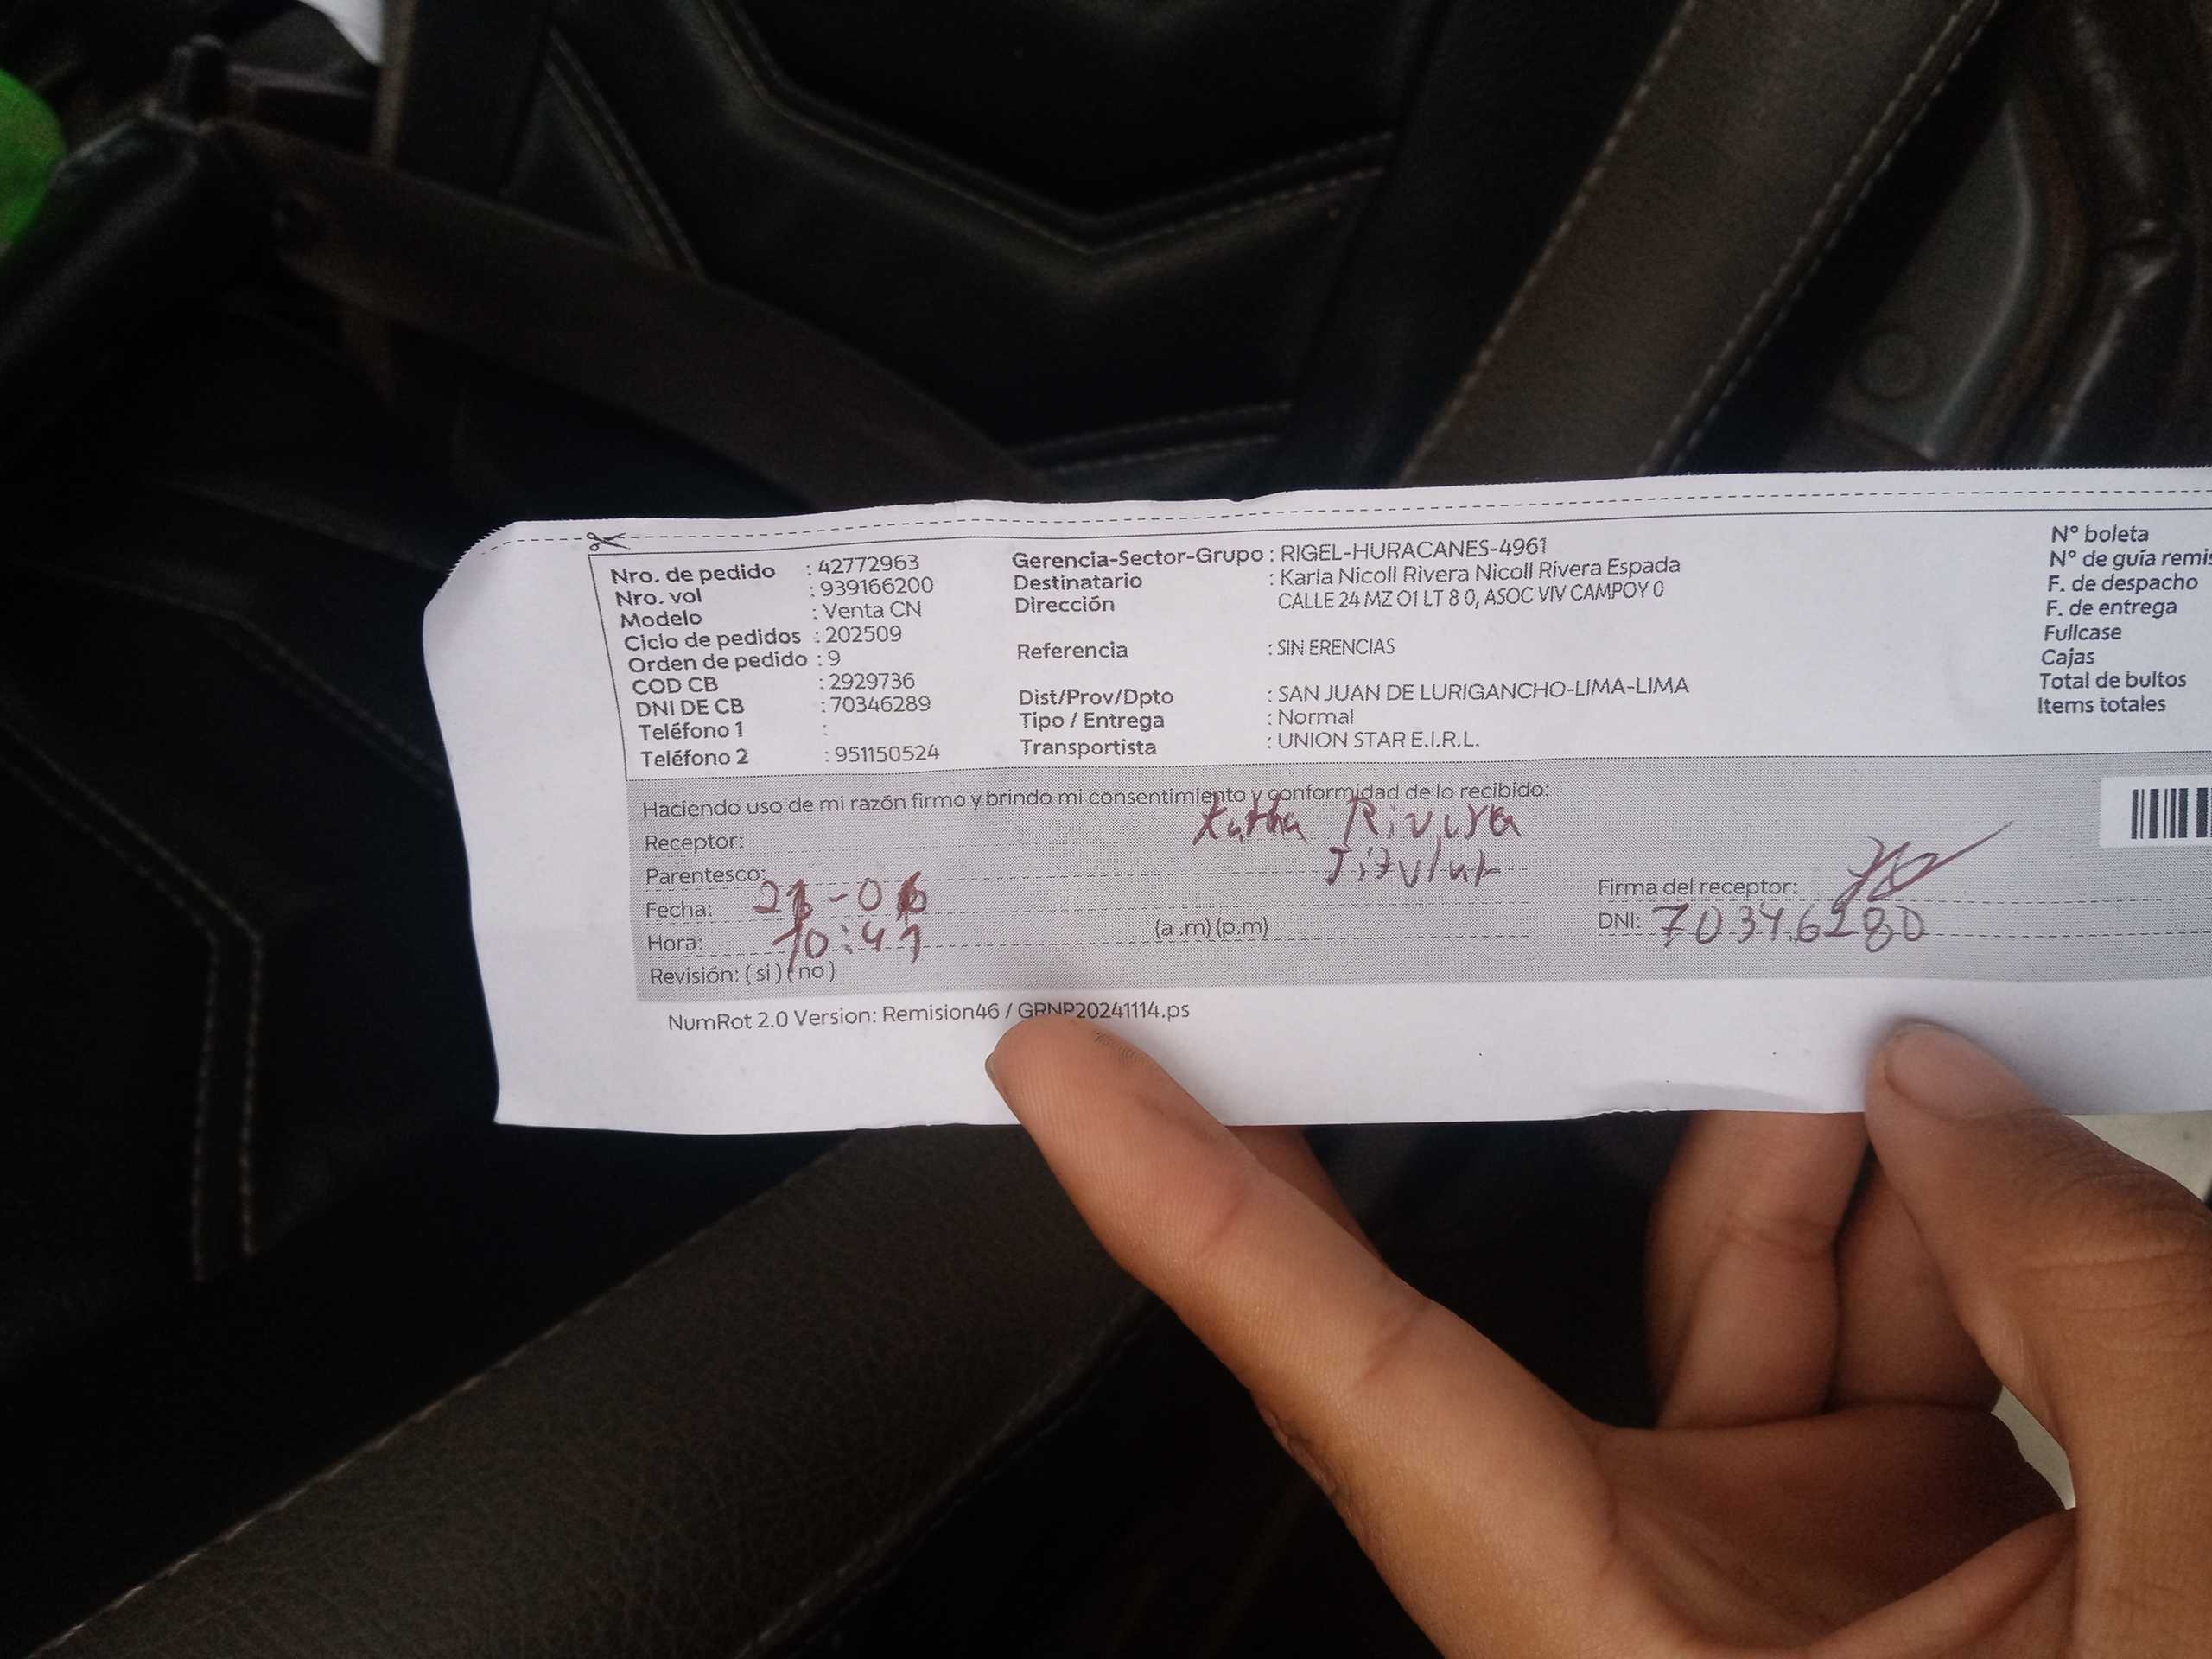 Nro. de pedido : 42772963
Nro. vol : 939166200
Modelo : Venta CN
Ciclo de pedidos : 202509
Orden de pedido : 9
COD CB : 2929736
DNI DE CB : 70346289
Teléfono 1 :
Teléfono 2 : 951150524
Gerencia-Sector-Grupo : RIGEL-HURACANES-4961
Destinatario : Karla Nicoll Rivera Nicoll Rivera Espada
Dirección CALLE 24 MZ O1 LT 8 0, ASOC VIV CAMPOY 0
Referencia : SIN ERENCIAS
Dist/Prov/Dpto : SAN JUAN DE LURIGANCHO-LIMA-LIMA
Tipo / Entrega : Normal
Transportista : UNION STAR E.I.R.L.
N° boleta
N° de guía remis
F. de despacho
F. de entrega
Fullcase
Cajas
Total de bultos
Items totales
Haciendo uso de mi razón firmo y brindo mi consentimiento y conformidad de lo recibido:
Receptor: Rivera
Parentesco: Titular
Fecha: 21-06
Hora: 10:41 (a .m) (p.m)
Revisión: ( si ) ( no )
Firma del receptor:
DNI: 70346280
NumRot 2.0 Version: Remision46 / GRNP20241114.ps